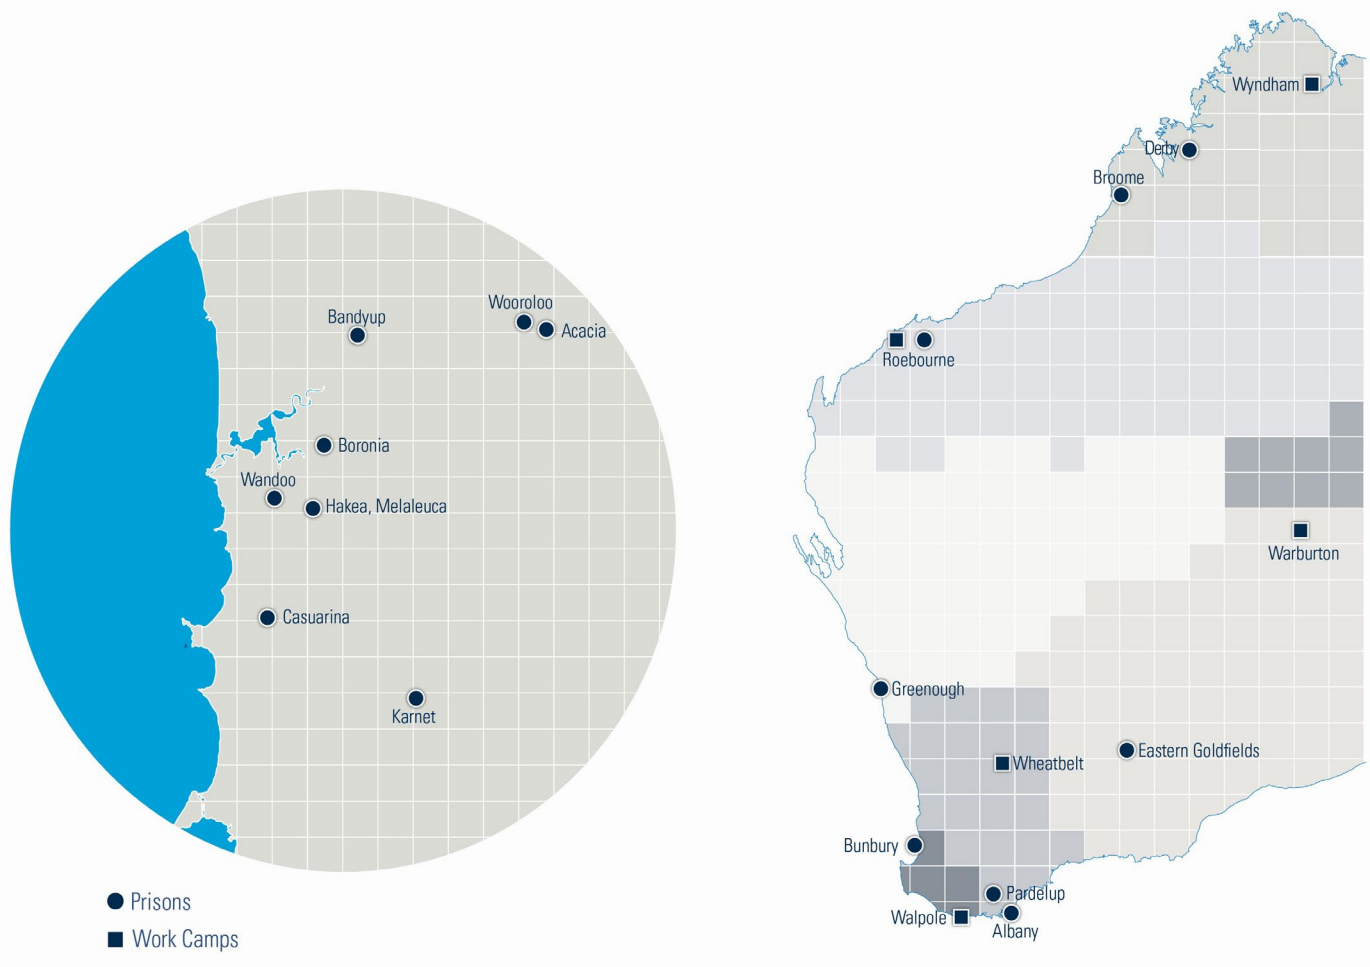 Wooroloo
Bandyup
Acacia
Boronia
Wandoo
Hakea, Melaleuca
Casuarina
Karnet
Prisons
Work Camps
Wyndham
Derby
Broome
Roebourne
Warburton
Greenough
Eastern Goldfields
Wheatbelt
Bunbury
Pardelup
Walpole
Albany